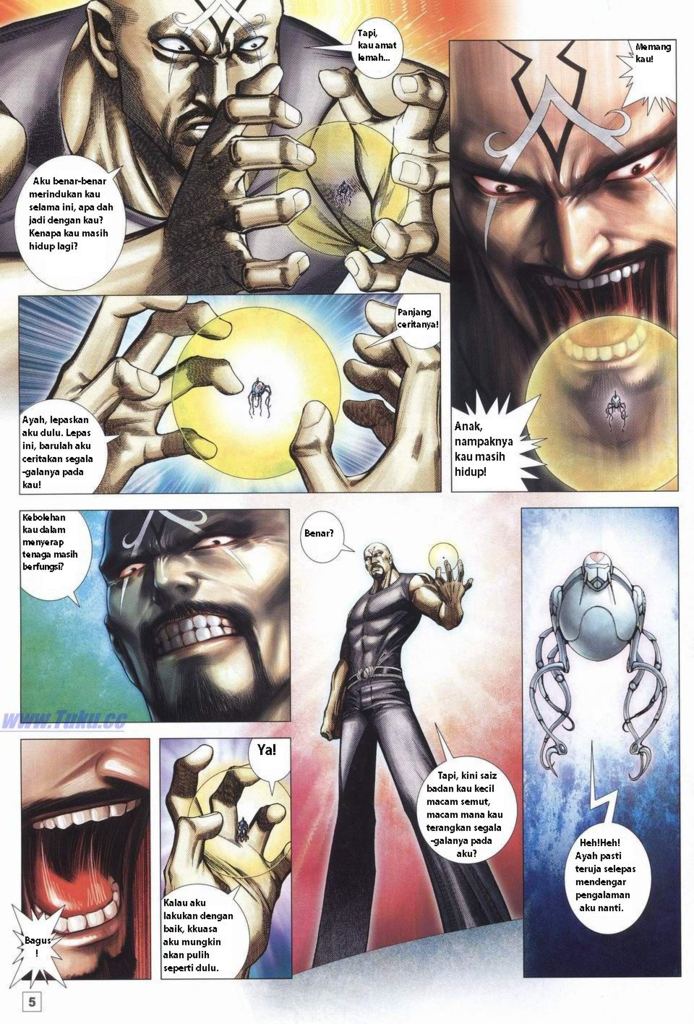 Tapi,
kau amat
lemah...
Aku benar-benar
merindukan kau
selama ini, apa dah
jadi dengan kau?
Kenapa kau masih
hidup lagi?
Memang
kau!
Anak,
nampaknya
kau masih
hidup!
Panjang
ceritanya!
Ayah, lepaskan
aku dulu. Lepas
ini, barulah aku
ceritakan segala
-galanya pada
kau!
Kebolehan
kau dalam
menyerap
tenaga masih
berfungsi?
Benar?
Tapi, kini saiz
badan kau kecil
macam semut,
macam mana kau
terangkan segala
-galanya pada
aku?
Heh!Heh!
Ayah pasti
teruja selepas
mendengar
pengalaman
aku nanti.
www.Tuku.cc
Bagus
!
Ya!
Kalau aku
lakukan dengan
baik, kkuasa
aku mungkin
akan pulih
seperti dulu.
5